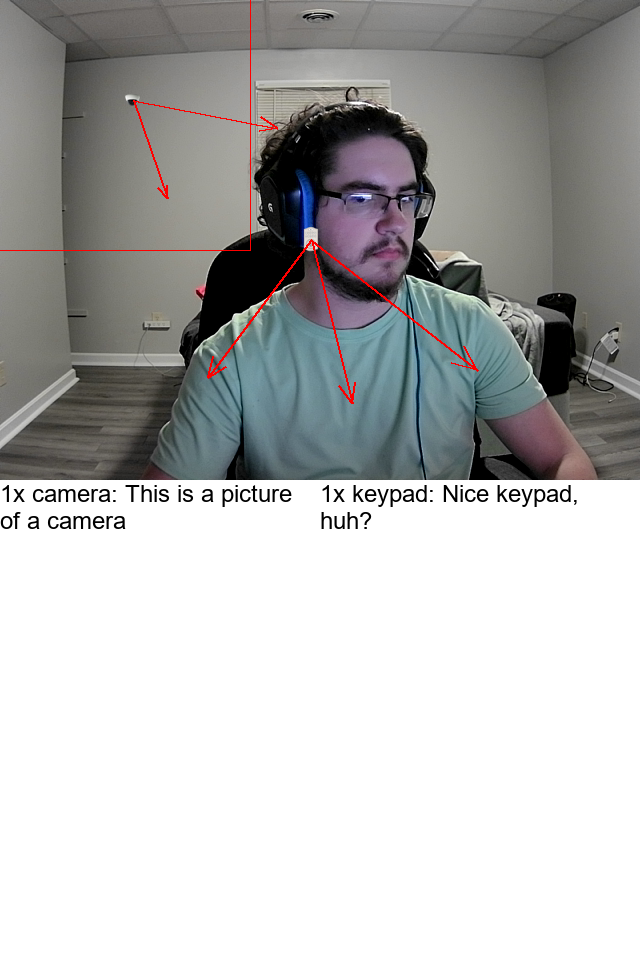 1x camera: This is a picture
of a camera
1x keypad: Nice keypad,
huh?